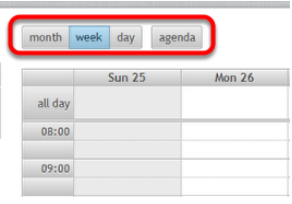 month week day agenda
Sun 25 Mon 26
all day
08:00
09:00